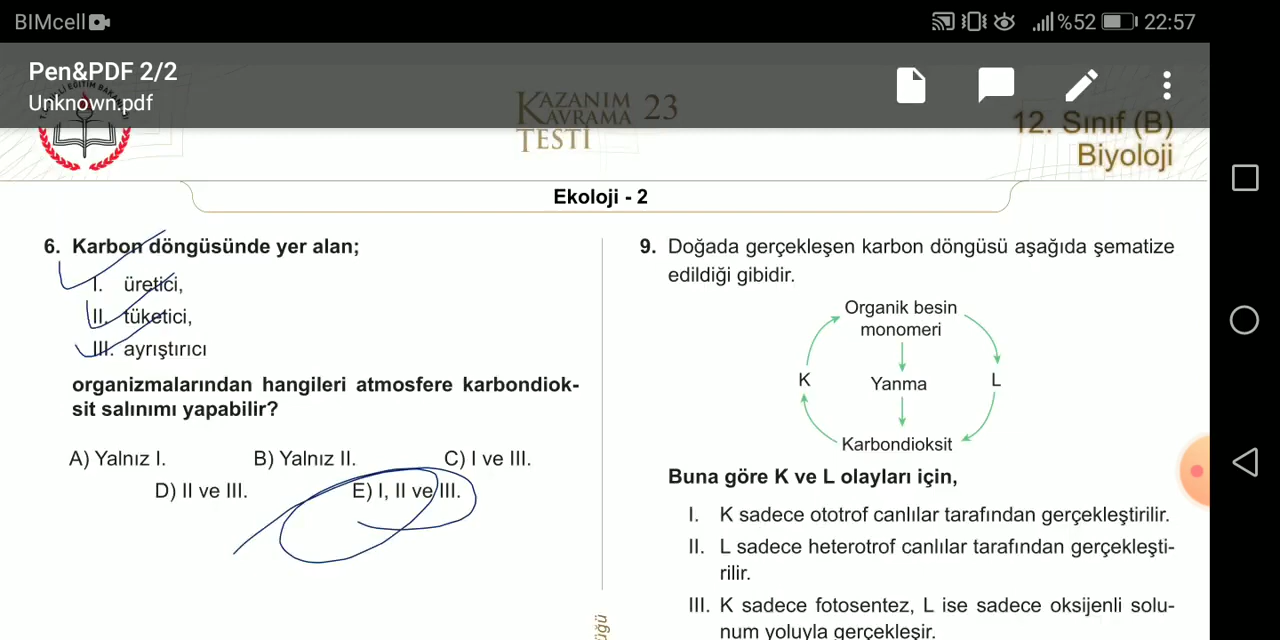 BIMcell
%52 22:57
Pen&PDF 2/2
Unknown.pdf
KAZANIM
KAVRAMA 23
TESTİ
12. Sınıf (B)
Biyoloji
Ekoloji - 2
6. Karbon döngüsünde yer alan;
I. üretici,
II. tüketici,
III. ayrıştırıcı
organizmalarından hangileri atmosfere karbondiok-
sit salınımı yapabilir?
A) Yalnız I. B) Yalnız II. C) I ve III.
D) II ve III. E) I, II ve III.
9. Doğada gerçekleşen karbon döngüsü aşağıda şematize
edildiği gibidir.
Organik besin
monomeri
K Yanma L
Karbondioksit
Buna göre K ve L olayları için,
I. K sadece ototrof canlılar tarafından gerçekleştirilir.
II. L sadece heterotrof canlılar tarafından gerçekleşti-
rilir.
III. K sadece fotosentez, L ise sadece oksijenli solu-
num yoluyla gerçekleşir.